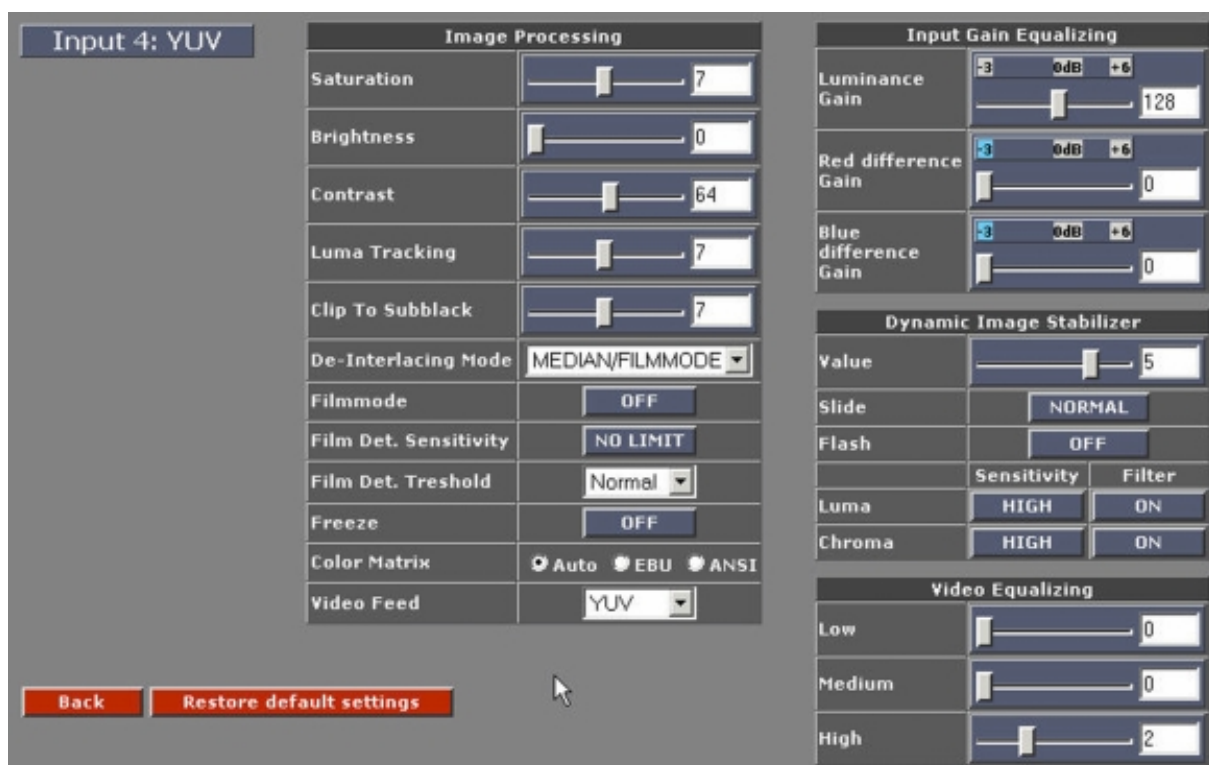 Input 4: YUV
Image Processing
Saturation 7
Brightness 0
Contrast 64
Luma Tracking 7
Clip To Subblack 7
De-Interlacing Mode MEDIAN/FILMMODE
Filmmode OFF
Film Det. Sensitivity NO LIMIT
Film Det. Treshold Normal
Freeze OFF
Color Matrix Auto EBU ANSI
Video Feed YUV
Back Restore default settings
Input Gain Equalizing
-3 0dB +6
Luminance
Gain 128
-3 0dB +6
Red difference
Gain 0
-3 0dB +6
Blue
difference
Gain 0
Dynamic Image Stabilizer
Value 5
Slide NORMAL
Flash OFF
Sensitivity Filter
Luma HIGH ON
Chroma HIGH ON
Video Equalizing
Low 0
Medium 0
High 2